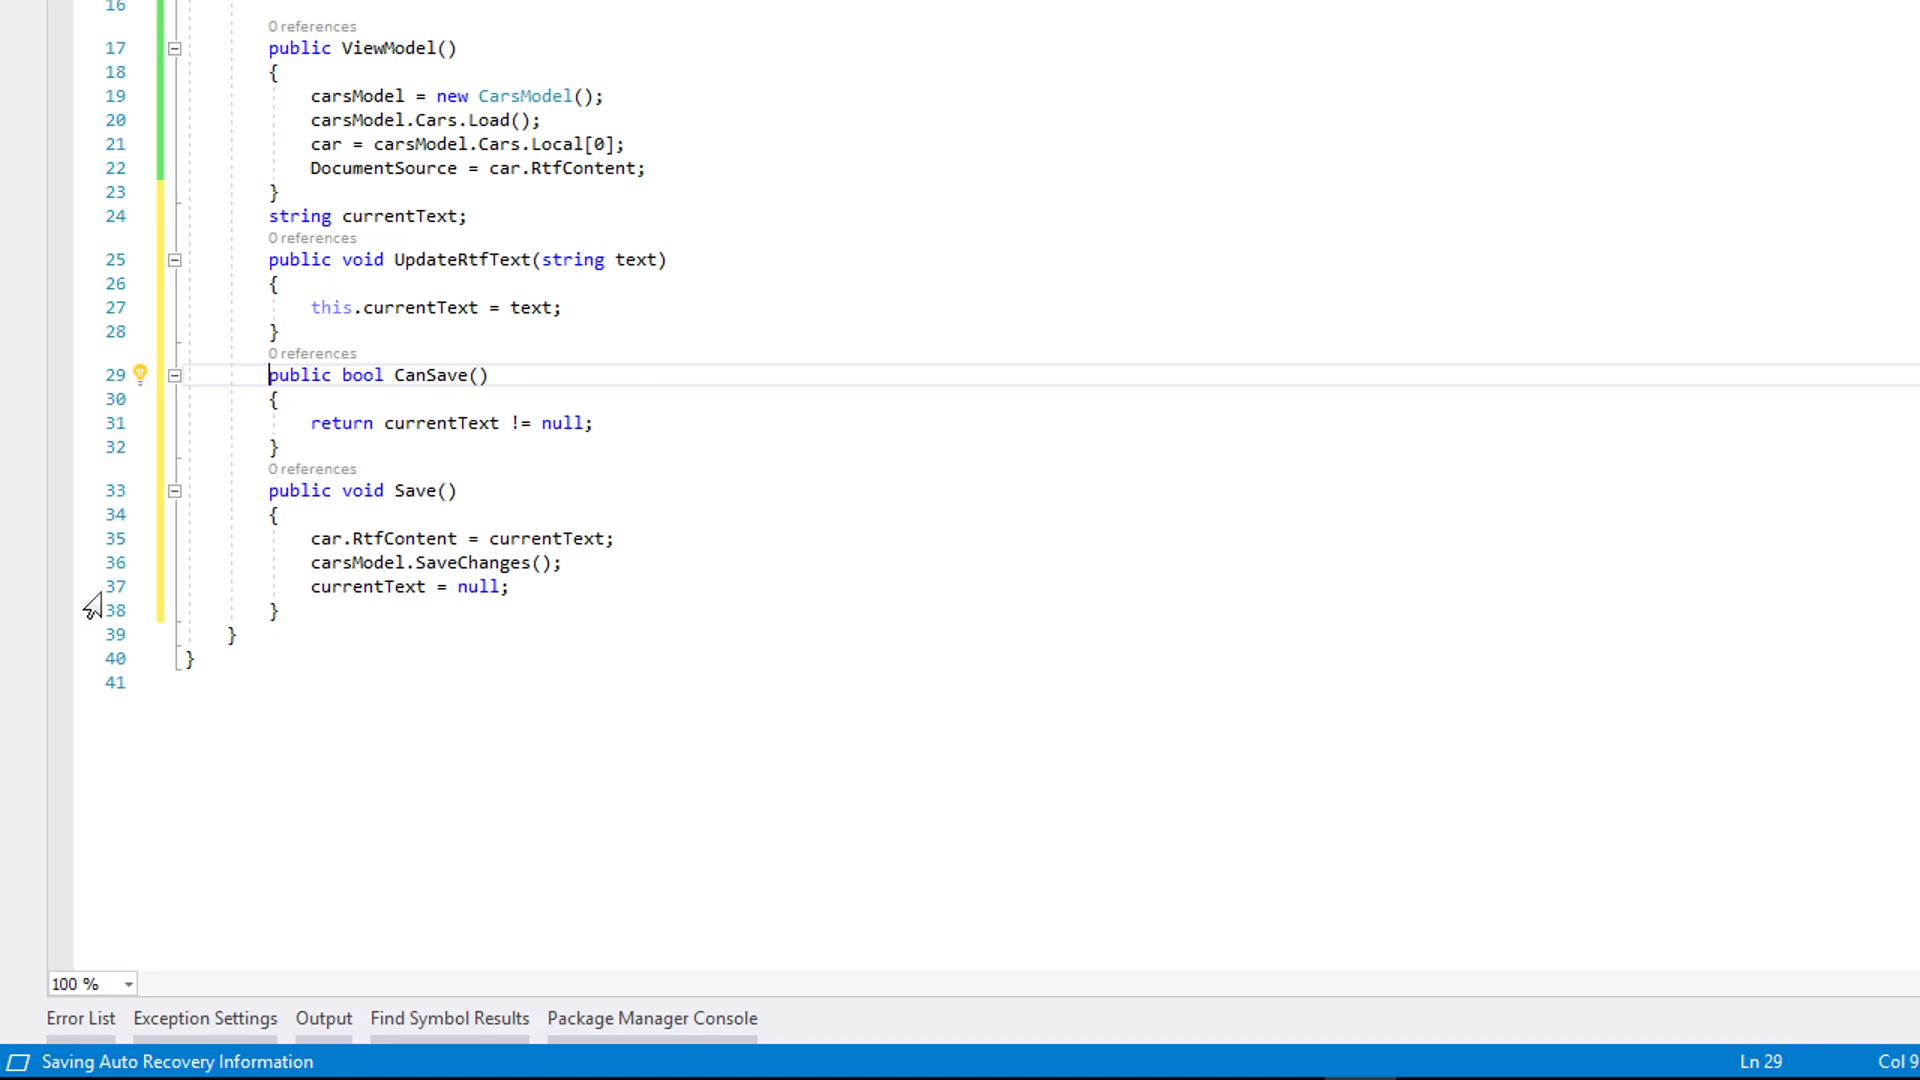 16
0 references
17 public ViewModel()
18 {
19 carsModel = new CarsModel();
20 carsModel.Cars.Load();
21 car = carsModel.Cars.Local[0];
22 DocumentSource = car.RtfContent;
23 }
24 string currentText;
0 references
25 public void UpdateRtfText(string text)
26 {
27 this.currentText = text;
28 }
0 references
29 public bool CanSave()
30 {
31 return currentText != null;
32 }
0 references
33 public void Save()
34 {
35 car.RtfContent = currentText;
36 carsModel.SaveChanges();
37 currentText = null;
38 }
39 }
40 }
41
100 %
Error List Exception Settings Output Find Symbol Results Package Manager Console
Saving Auto Recovery Information Ln 29 Col 9